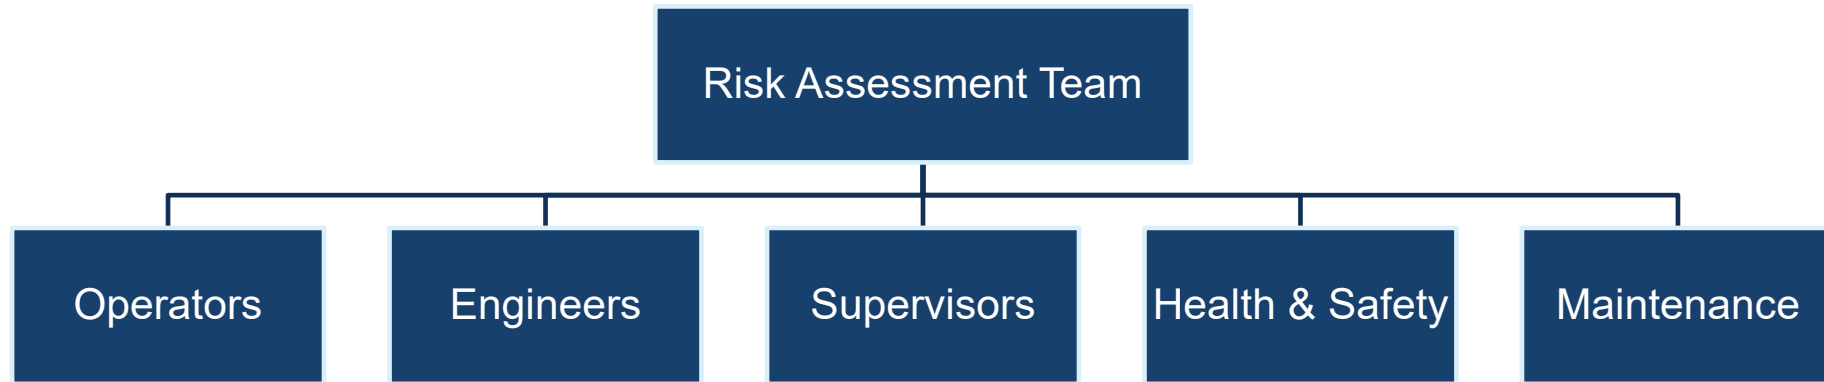 Risk Assessment Team
Operators
Engineers
Supervisors
Health & Safety
Maintenance